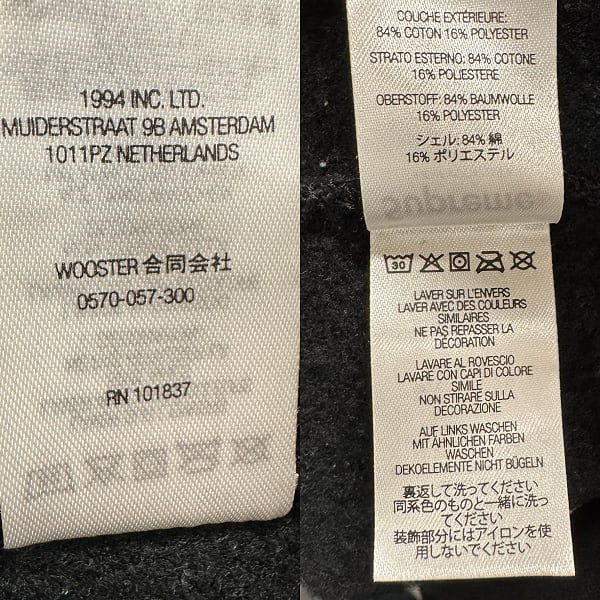 1994 INC. LTD.
MUIDERSTRAAT 9B AMSTERDAM
1011PZ NETHERLANDS
WOOSTER 合同会社
0570-057-300
RN 101837
COUCHE EXTÉRIEURE:
84% COTON 16% POLYESTER
STRATO ESTERNO: 84% COTONE
16% POLIESTERE
OBERSTOFF: 84% BAUMWOLLE
16% POLYESTER
シェル: 84% 綿
16% ポリエステル
30
LAVER SUR L'ENVERS
LAVER AVEC DES COULEURS
SIMILAIRES
NE PAS REPASSER LA
DÉCORATION
LAVARE AL ROVESCIO
LAVARE CON CAPI DI COLORE
SIMILE
NON STIRARE SULLA
DECORAZIONE
AUF LINKS WASCHEN
MIT ÄHNLICHEN FARBEN
WASCHEN
DEKOELEMENTE NICHT BÜGELN
裏返して洗ってください
同系色のものと一緒に洗っ
てください
装飾部分にはアイロンを使
用しないでください